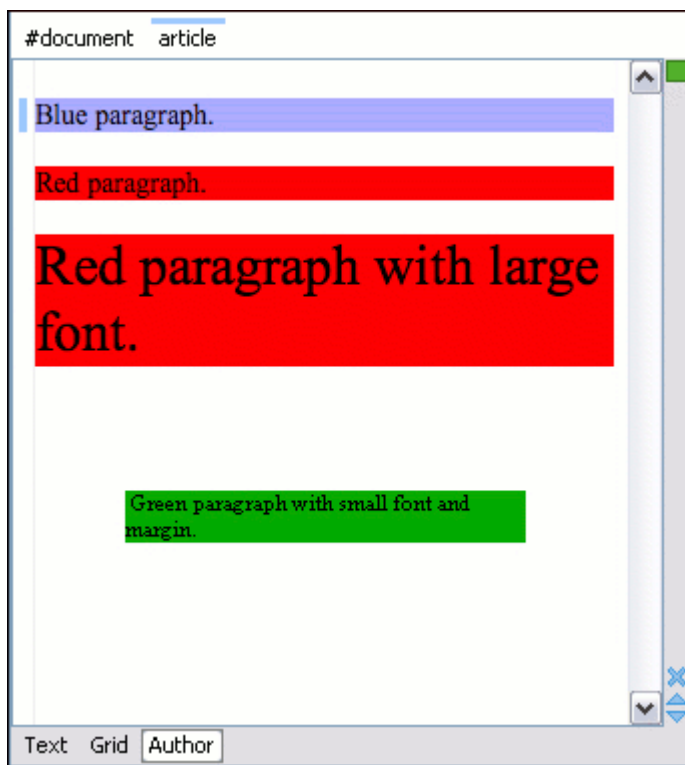 #document article
Blue paragraph.
Red paragraph.
Red paragraph with large
font.
Green paragraph with small font and
margin.
Text Grid Author